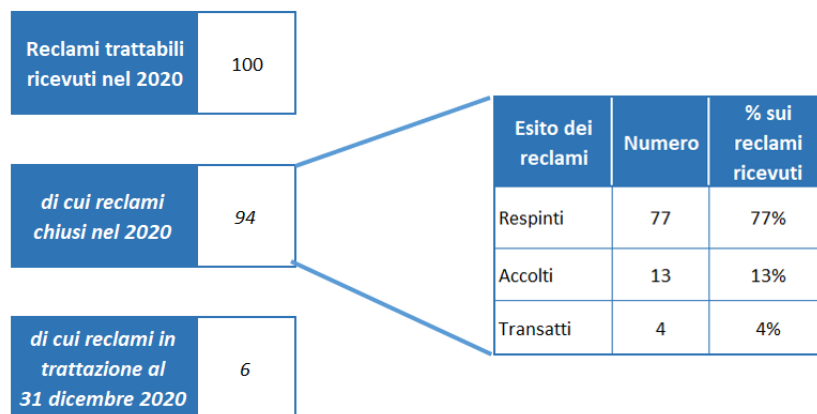 Reclami trattabili
ricevuti nel 2020
100
di cui reclami
chiusi nel 2020
94
di cui reclami in
trattazione al
31 dicembre 2020
6
Esito dei
reclami
Numero
% sui
reclami
ricevuti
Respinti
77
77%
Accolti
13
13%
Transatti
4
4%